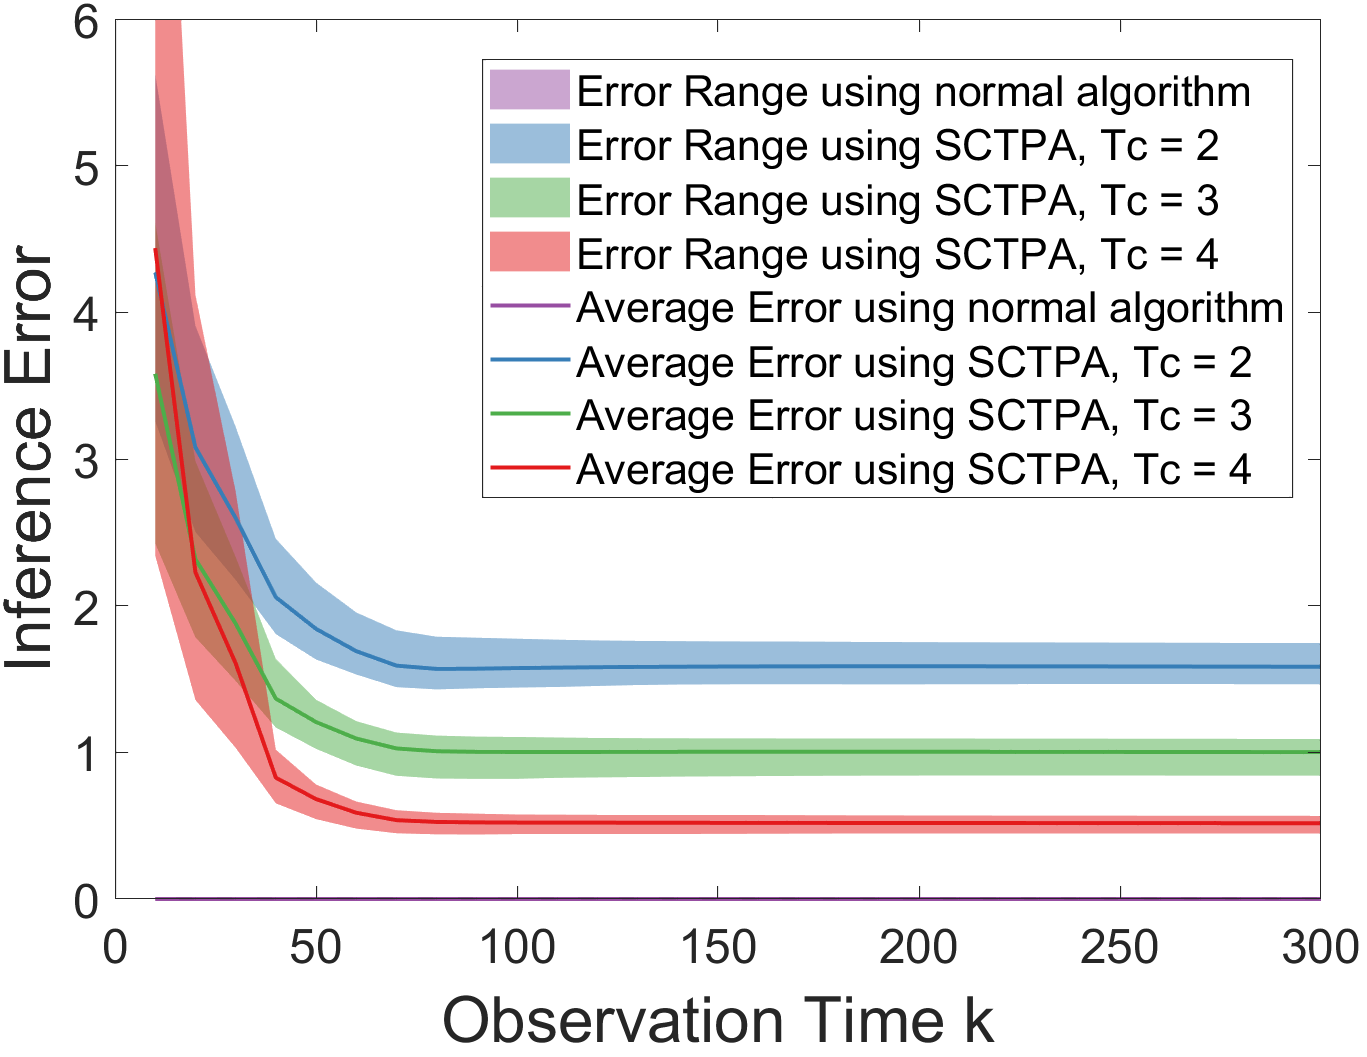 6
5
4
3
2
1
0
Inference Error
Error Range using normal algorithm
Error Range using SCTPA, Tc = 2
Error Range using SCTPA, Tc = 3
Error Range using SCTPA, Tc = 4
Average Error using normal algorithm
Average Error using SCTPA, Tc = 2
Average Error using SCTPA, Tc = 3
Average Error using SCTPA, Tc = 4
0 50 100 150 200 250 300
Observation Time k